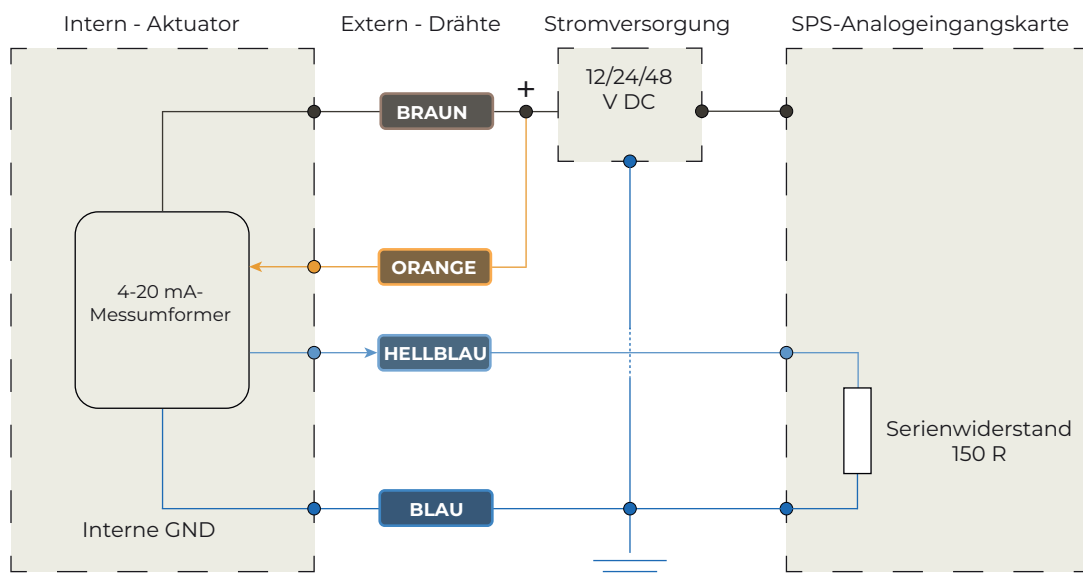 Intern - Aktuator
Extern - Drähte
Stromversorgung
SPS-Analogeingangskarte
12/24/48
V DC
+
BRAUN
ORANGE
4-20 mA-
Messumformer
HELLBLAU
Serienwiderstand
150 R
BLAU
Interne GND